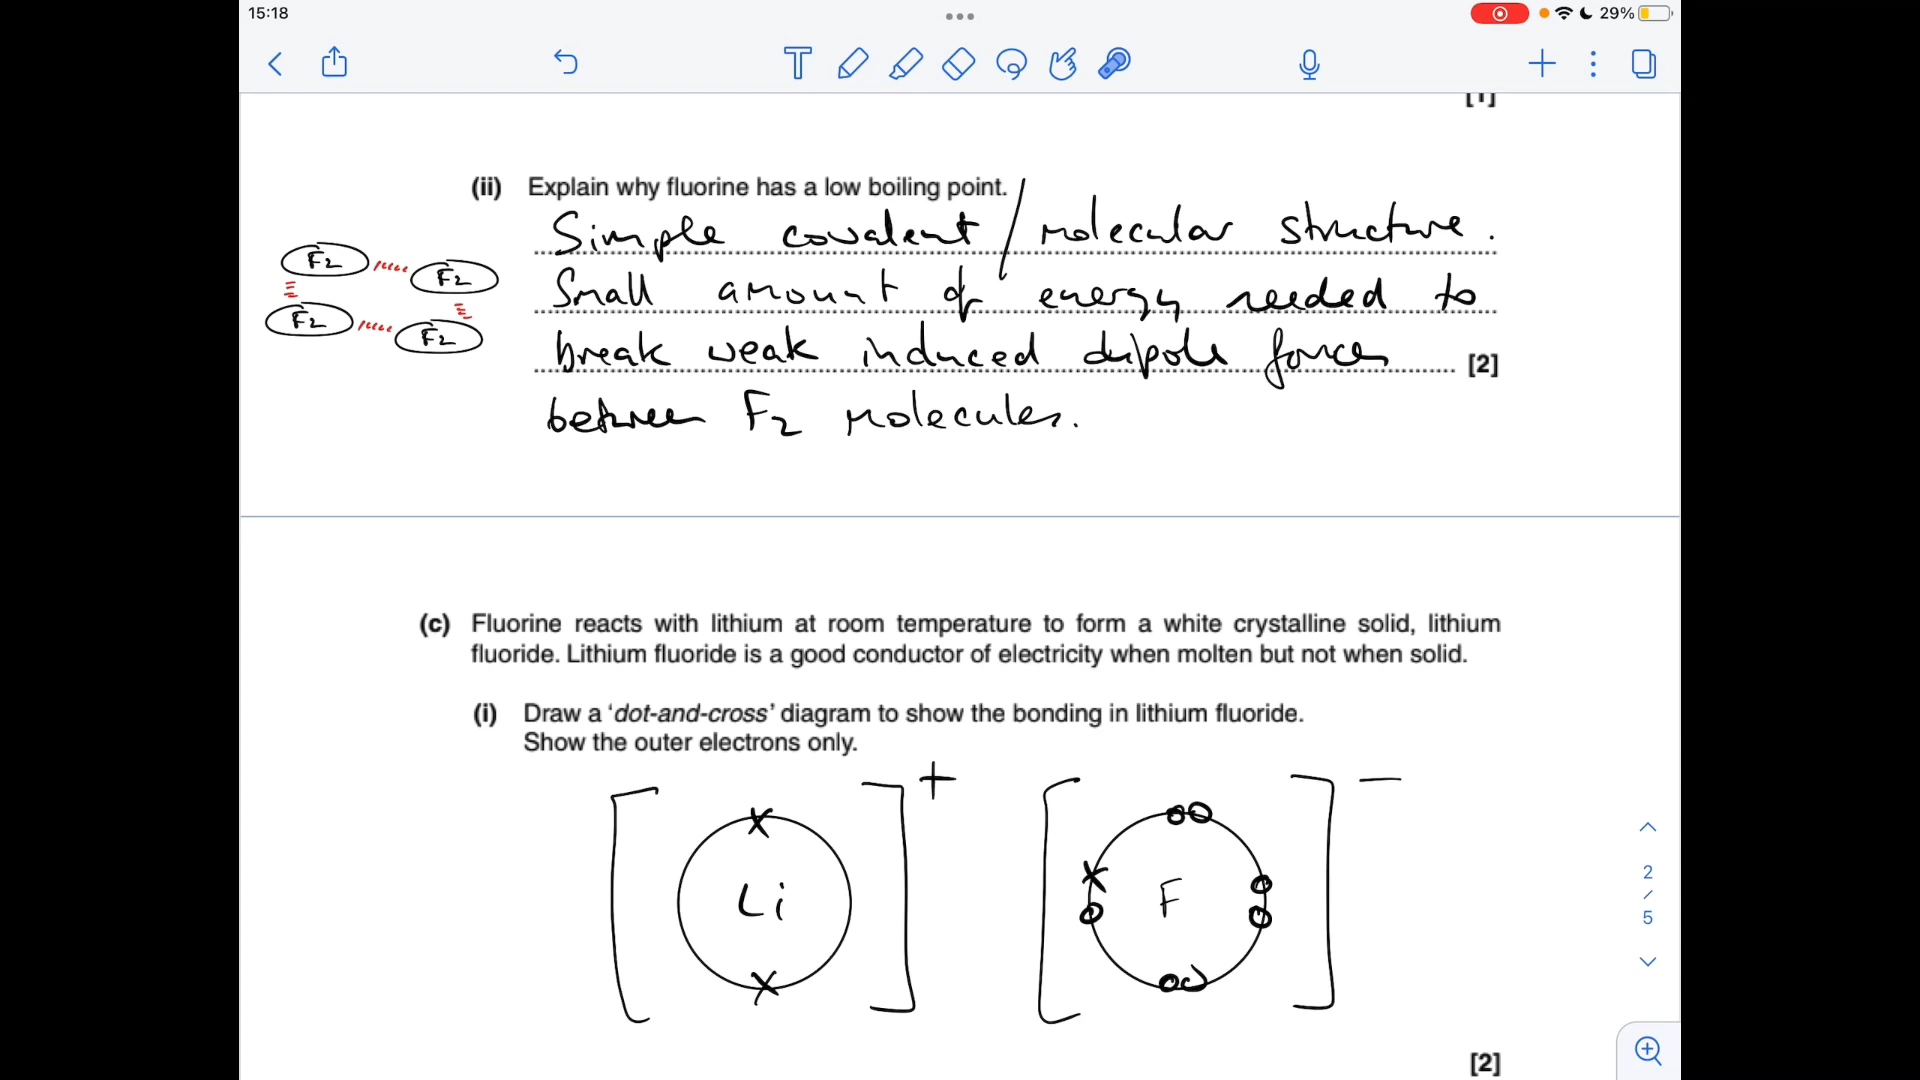 15:18
29%
[1]
(ii) Explain why fluorine has a low boiling point.
Simple covalent / molecular structure.
Small amount of energy needed to
break weak induced dipole forces [2]
between F2 molecules.
F2
F2
F2
F2
(c) Fluorine reacts with lithium at room temperature to form a white crystalline solid, lithium
fluoride. Lithium fluoride is a good conductor of electricity when molten but not when solid.
(i) Draw a ‘dot-and-cross’ diagram to show the bonding in lithium fluoride.
Show the outer electrons only.
[ Li ]+ [ F ]−
2
/
5
[2]